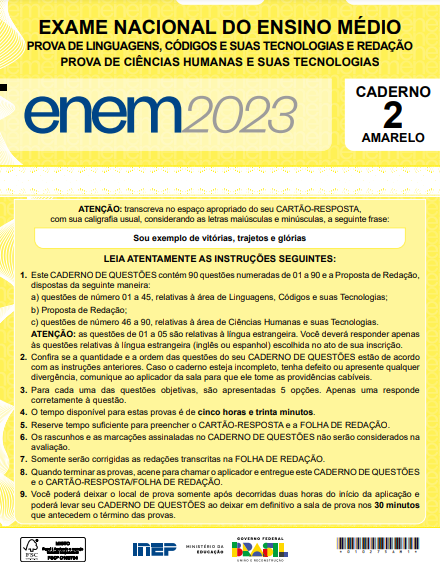 EXAME NACIONAL DO ENSINO MÉDIO
PROVA DE LINGUAGENS, CÓDIGOS E SUAS TECNOLOGIAS E REDAÇÃO
PROVA DE CIÊNCIAS HUMANAS E SUAS TECNOLOGIAS
enem2023
CADERNO
2
AMARELO
ATENÇÃO: transcreva no espaço apropriado do seu CARTÃO-RESPOSTA,
com sua caligrafia usual, considerando as letras maiúsculas e minúsculas, a seguinte frase:
Sou exemplo de vitórias, trajetos e glórias
LEIA ATENTAMENTE AS INSTRUÇÕES SEGUINTES:
1. Este CADERNO DE QUESTÕES contém 90 questões numeradas de 01 a 90 e a Proposta de Redação,
dispostas da seguinte maneira:
a) questões de número 01 a 45, relativas à área de Linguagens, Códigos e suas Tecnologias;
b) Proposta de Redação;
c) questões de número 46 a 90, relativas à área de Ciências Humanas e suas Tecnologias.
ATENÇÃO: as questões de 01 a 05 são relativas à língua estrangeira. Você deverá responder apenas
às questões relativas à língua estrangeira (inglês ou espanhol) escolhida no ato de sua inscrição.
2. Confira se a quantidade e a ordem das questões do seu CADERNO DE QUESTÕES estão de acordo
com as instruções anteriores. Caso o caderno esteja incompleto, tenha defeito ou apresente qualquer
divergência, comunique ao aplicador da sala para que ele tome as providências cabíveis.
3. Para cada uma das questões objetivas, são apresentadas 5 opções. Apenas uma responde
corretamente à questão.
4. O tempo disponível para estas provas é de cinco horas e trinta minutos.
5. Reserve tempo suficiente para preencher o CARTÃO-RESPOSTA e a FOLHA DE REDAÇÃO.
6. Os rascunhos e as marcações assinaladas no CADERNO DE QUESTÕES não serão considerados na
avaliação.
7. Somente serão corrigidas as redações transcritas na FOLHA DE REDAÇÃO.
8. Quando terminar as provas, acene para chamar o aplicador e entregue este CADERNO DE QUESTÕES
e o CARTÃO-RESPOSTA/FOLHA DE REDAÇÃO.
9. Você poderá deixar o local de prova somente após decorridas duas horas do início da aplicação e
poderá levar seu CADERNO DE QUESTÕES ao deixar em definitivo a sala de prova nos 30 minutos
que antecedem o término das provas.
FSC
MISTO
INEP
MINISTÉRIO DA
EDUCAÇÃO
GOVERNO FEDERAL
BRASIL
UNIÃO E RECONSTRUÇÃO